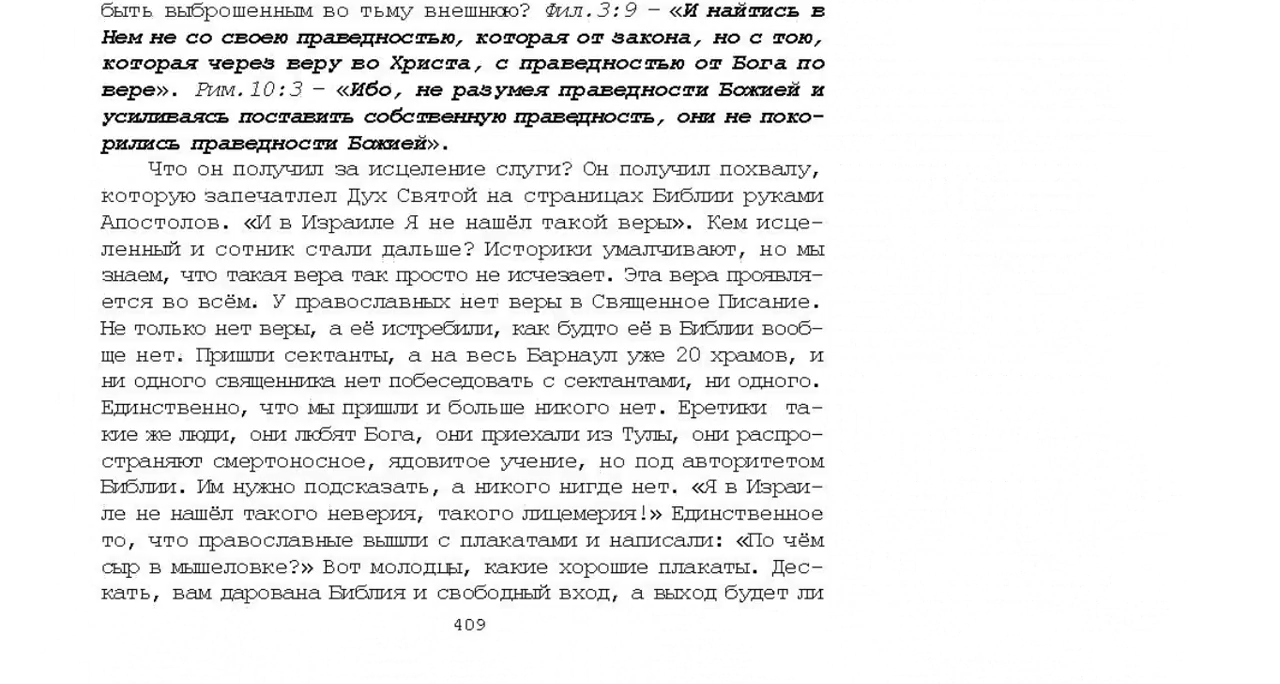 быть выброшенным во тьму внешнюю? Фил.3:9 – «И найтись в
Нем не со своею праведностью, которая от закона, но с тою,
которая через веру во Христа, с праведностью от Бога по
вере». Рим.10:3 – «Ибо, не разумея праведности Божией и
усиливаясь поставить собственную праведность, они не поко-
рились праведности Божией».
Что он получил за исцеление слуги? Он получил похвалу,
которую запечатлел Дух Святой на страницах Библии руками
Апостолов. «И в Израиле Я не нашёл такой веры». Кем исце-
ленный и сотник стали дальше? Историки умалчивают, но мы
знаем, что такая вера так просто не исчезает. Эта вера проявля-
ется во всём. У православных нет веры в Священное Писание.
Не только нет веры, а её истребили, как будто её в Библии вооб-
ще нет. Пришли сектанты, а на весь Барнаул уже 20 храмов, и
ни одного священника нет побеседовать с сектантами, ни одного.
Единственно, что мы пришли и больше никого нет. Еретики та-
кие же люди, они любят Бога, они приехали из Тулы, они распро-
страняют смертоносное, ядовитое учение, но под авторитетом
Библии. Им нужно подсказать, а никого нигде нет. «Я в Израи-
ле не нашёл такого неверия, такого лицемерия!» Единственное
то, что православные вышли с плакатами и написали: «По чём
сыр в мышеловке?» Вот молодцы, какие хорошие плакаты. Дес-
кать, вам дарована Библия и свободный вход, а выход будет ли
409